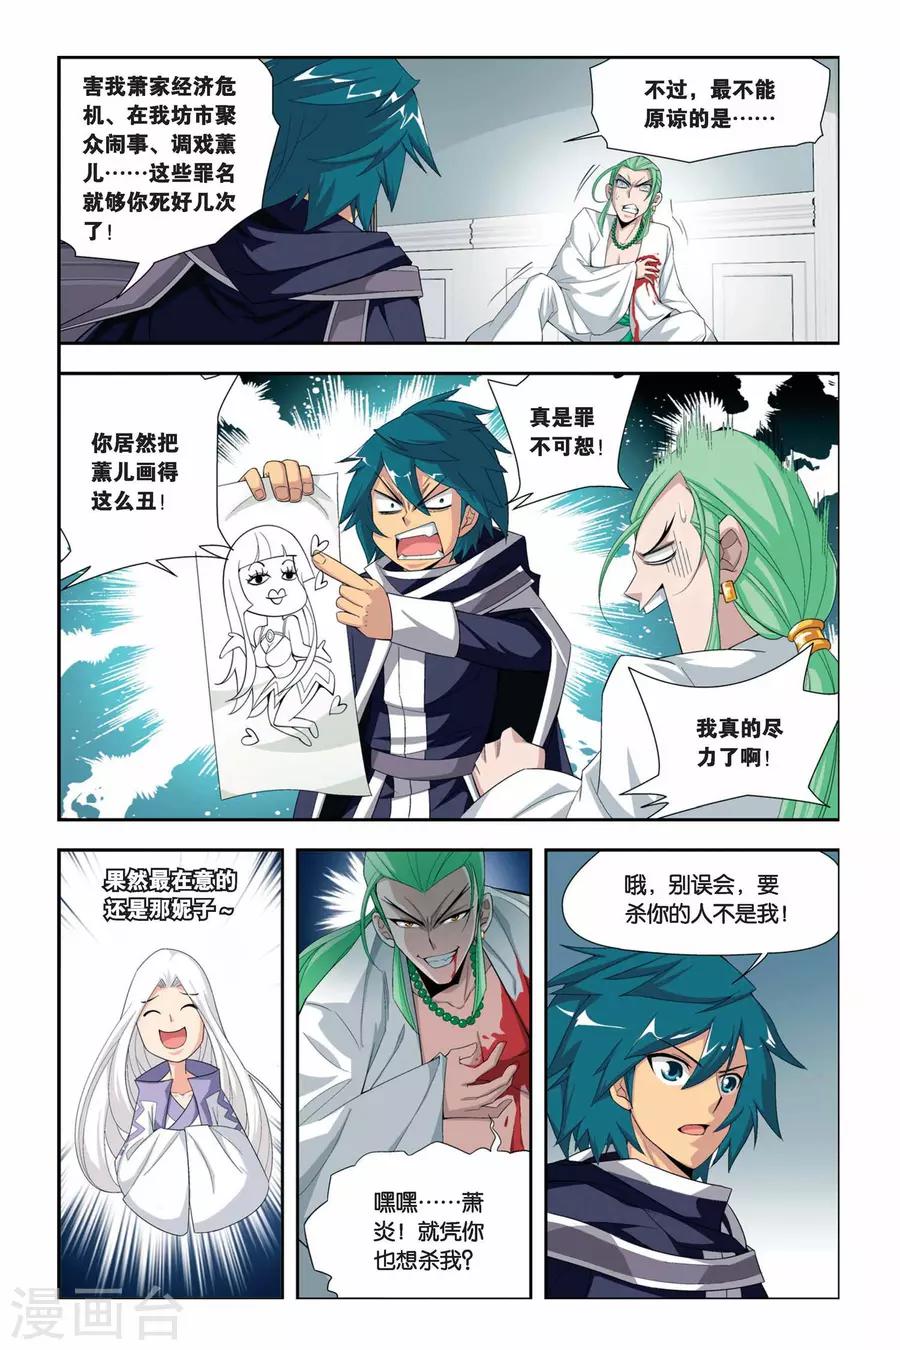 害我萧家经济危
机、在我坊市聚
众闹事、调戏薰
儿……这些罪名
就够你死好几次
了！
不过，最不能
原谅的是……
你居然把
薰儿画得
这么丑！
真是罪
不可恕！
我真的尽
力了啊！
果然最在意的
还是那妮子～
嘿嘿……萧
炎！就凭你
也想杀我？
哦，别误会，要
杀你的人不是我！
漫画台